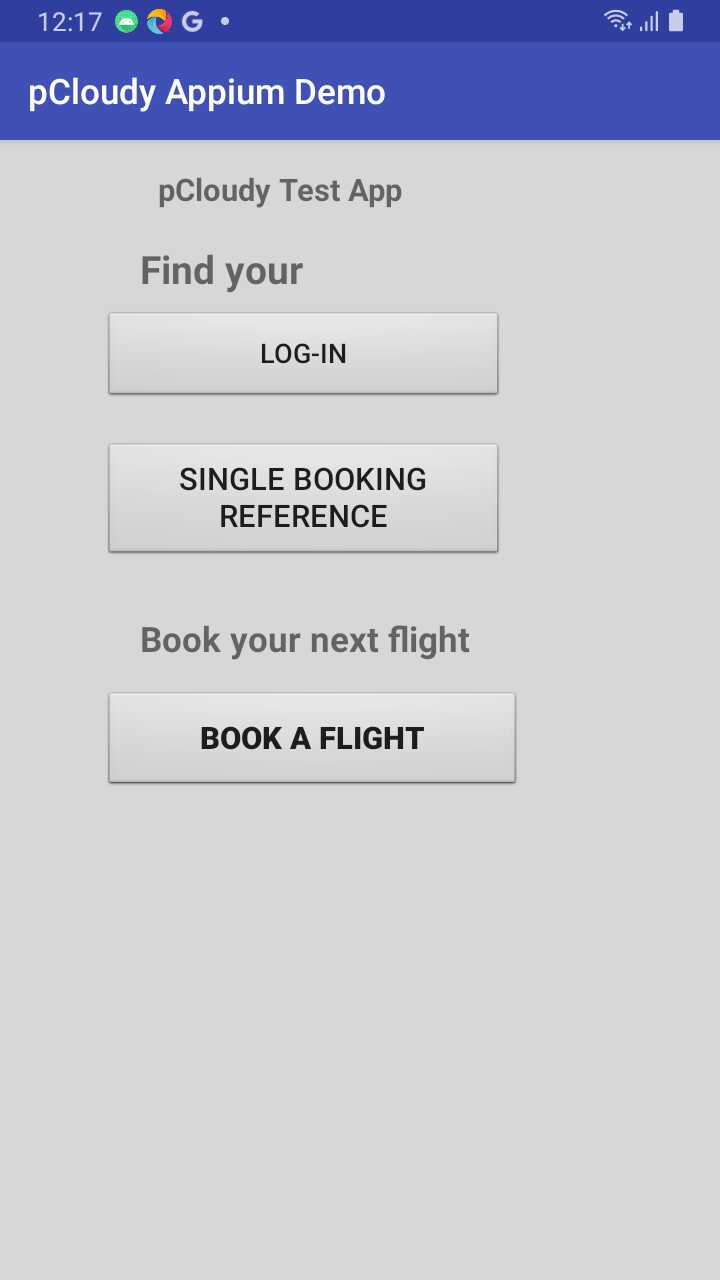 12:17
pCloudy Appium Demo
pCloudy Test App
Find your
LOG-IN
SINGLE BOOKING
REFERENCE
Book your next flight
BOOK A FLIGHT